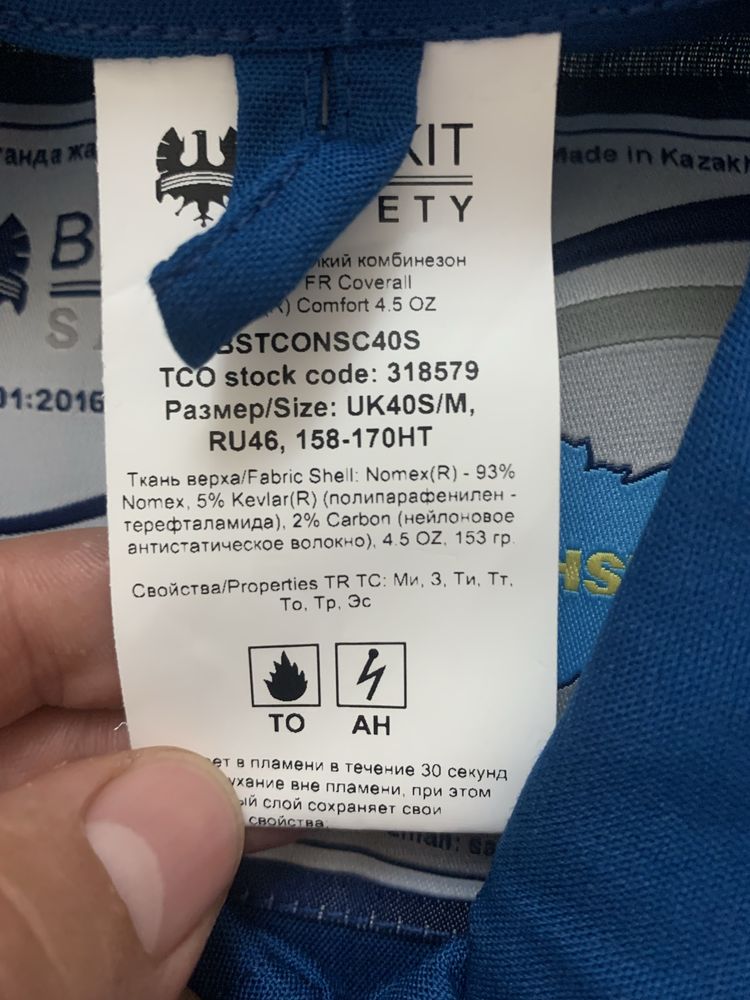 Made in Kazakh
KIT
ETY
B
S
комбинезон
FR Coverall
Comfort 4.5 OZ
BSTCONSC40S
TCO stock code: 318579
01:2016
Размер/Size: UK40S/M,
RU46, 158-170HT
Ткань верха/Fabric Shell: Nomex(R) - 93%
Nomex, 5% Kevlar(R) (полипарафенилен -
терефталамида), 2% Carbon (нейлоновое
антистатическое волокно), 4.5 OZ, 153 гр.
HS
Свойства/Properties TR TC: Ми, З, Ти, Тт,
То, Тр, Эс
ТО АН
в пламени в течение 30 секунд
вне пламени, при этом
слой сохраняет свои
свойства: